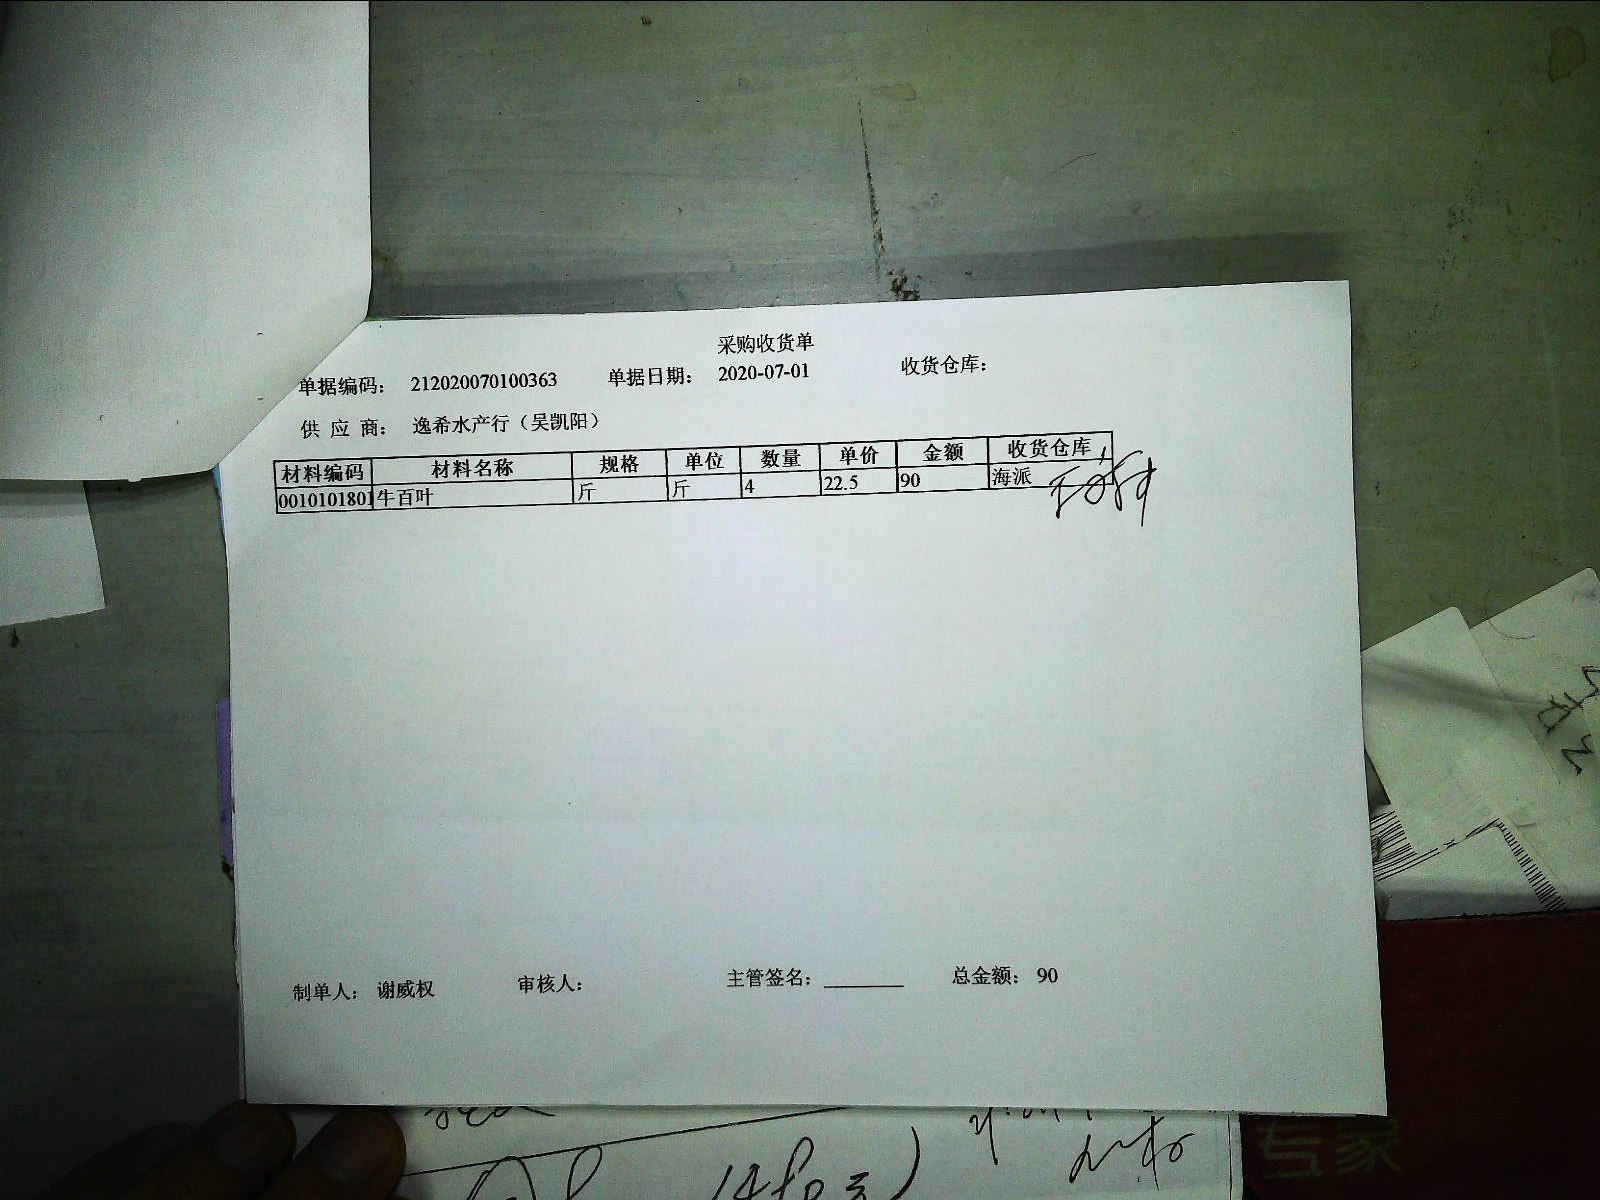 采购收货单
单据编码： 212020070100363 单据日期： 2020-07-01 收货仓库：
供 应 商： 逸希水产行（吴凯阳）
材料编码 材料名称 规格 单位 数量 单价 金额 收货仓库
0010101801 牛百叶 斤 斤 4 22.5 90 海派
制单人： 谢威权 审核人： 主管签名： ________ 总金额： 90
专家